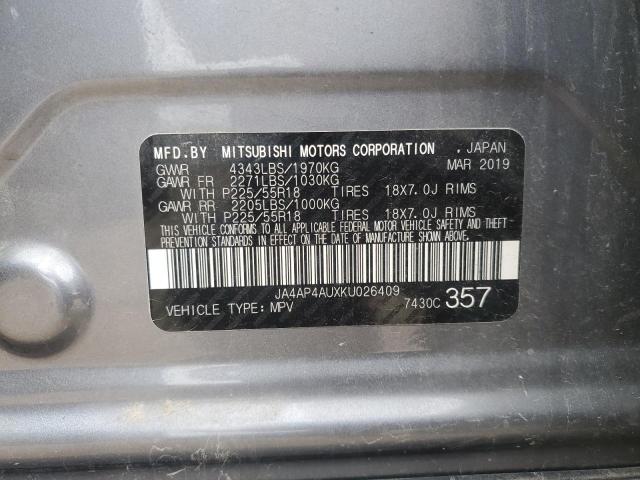 MFD.BY MITSUBISHI MOTORS CORPORATION , JAPAN
GVWR 4343LBS/1970KG MAR 2019
GAWR FR 2271LBS/1030KG
WITH P225/55R18 TIRES 18X7.0J RIMS
GAWR RR 2205LBS/1000KG
WITH P225/55R18 TIRES 18X7.0J RIMS
THIS VEHICLE CONFORMS TO ALL APPLICABLE FEDERAL MOTOR VEHICLE SAFETY AND THEFT
PREVENTION STANDARDS IN EFFECT ON THE DATE OF MANUFACTURE SHOWN ABOVE.
JA4AP4AUXKU026409
VEHICLE TYPE: MPV 7430C 357